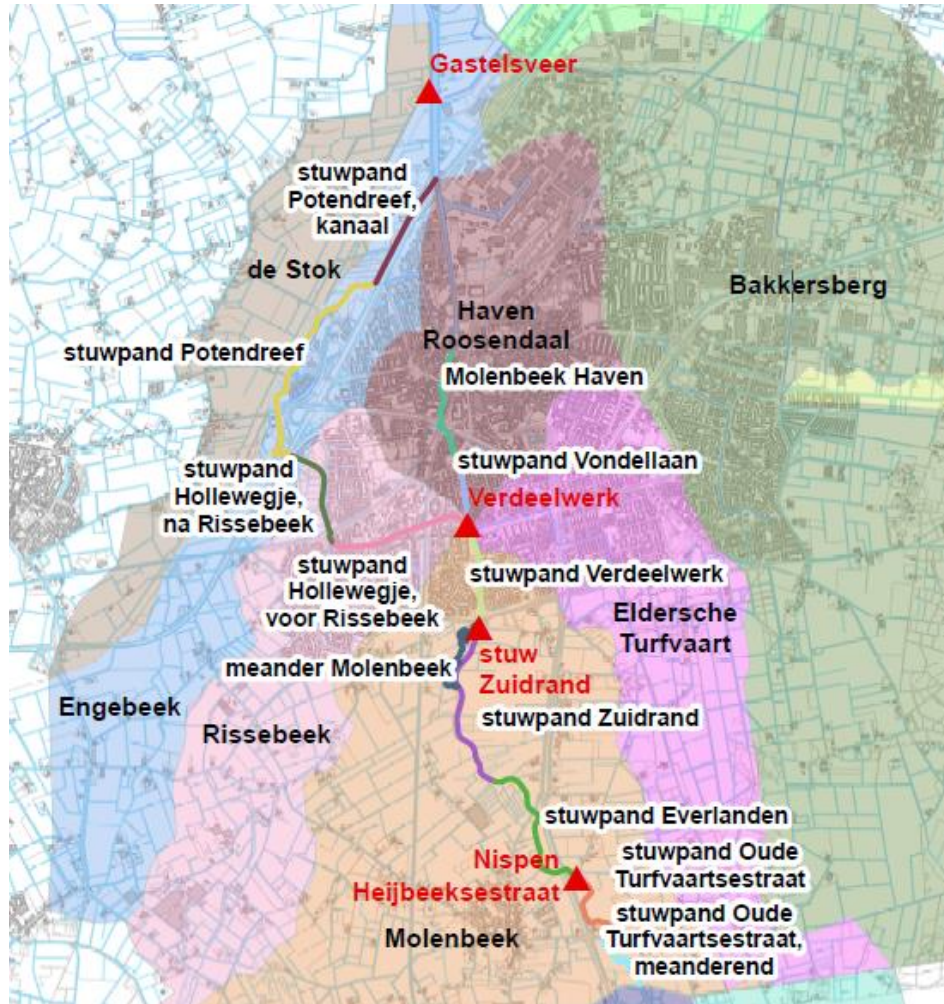 Gastelsveer
stuwpand
Potendreef,
kanaal
de Stok
Bakkersberg
Haven
Roosendaal
stuwpand Potendreef
Molenbeek Haven
stuwpand
Hollewegje,
na Rissebeek
stuwpand Vondellaan
Verdeelwerk
stuwpand
Hollewegje,
voor Rissebeek
stuwpand Verdeelwerk
Eldersche
Turfvaart
meander Molenbeek
stuw
Zuidrand
Engebeek
Rissebeek
stuwpand Zuidrand
stuwpand Everlanden
Nispen
Heijbeeksestraat
stuwpand Oude
Turfvaartsestraat
stuwpand Oude
Turfvaartsestraat,
meanderend
Molenbeek